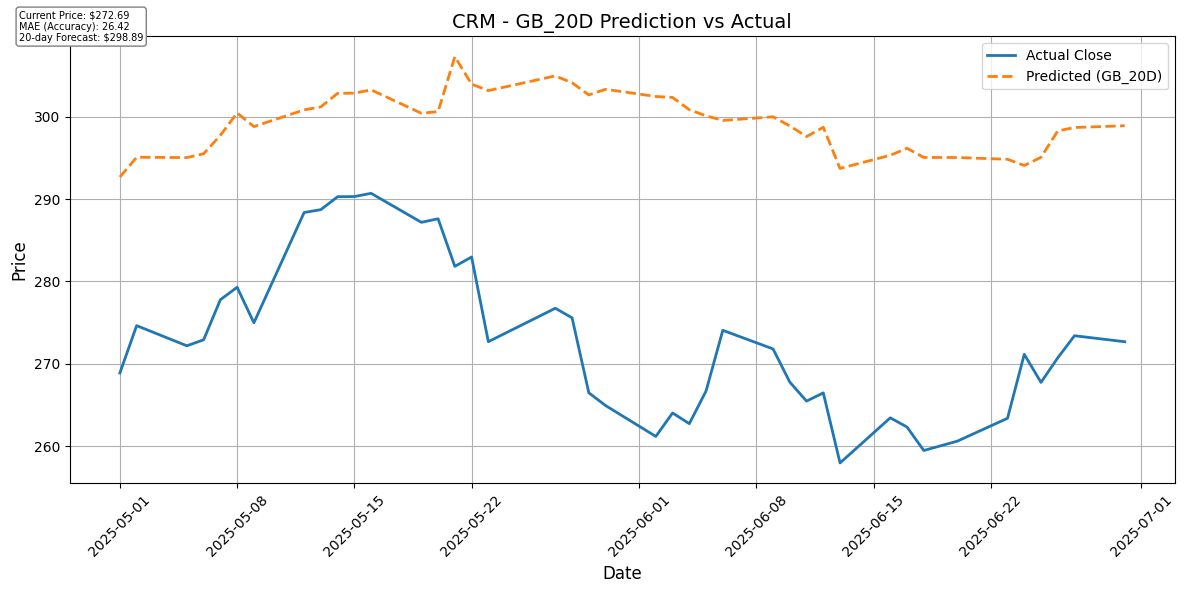 CRM - GB_20D Prediction vs Actual
Current Price: $272.69
MAE (Accuracy): 26.42
20-day Forecast: $298.89
Actual Close
Predicted (GB_20D)
Price
300
290
280
270
260
2025-05-01
2025-05-08
2025-05-15
2025-05-22
2025-06-01
2025-06-08
2025-06-15
2025-06-22
2025-07-01
Date